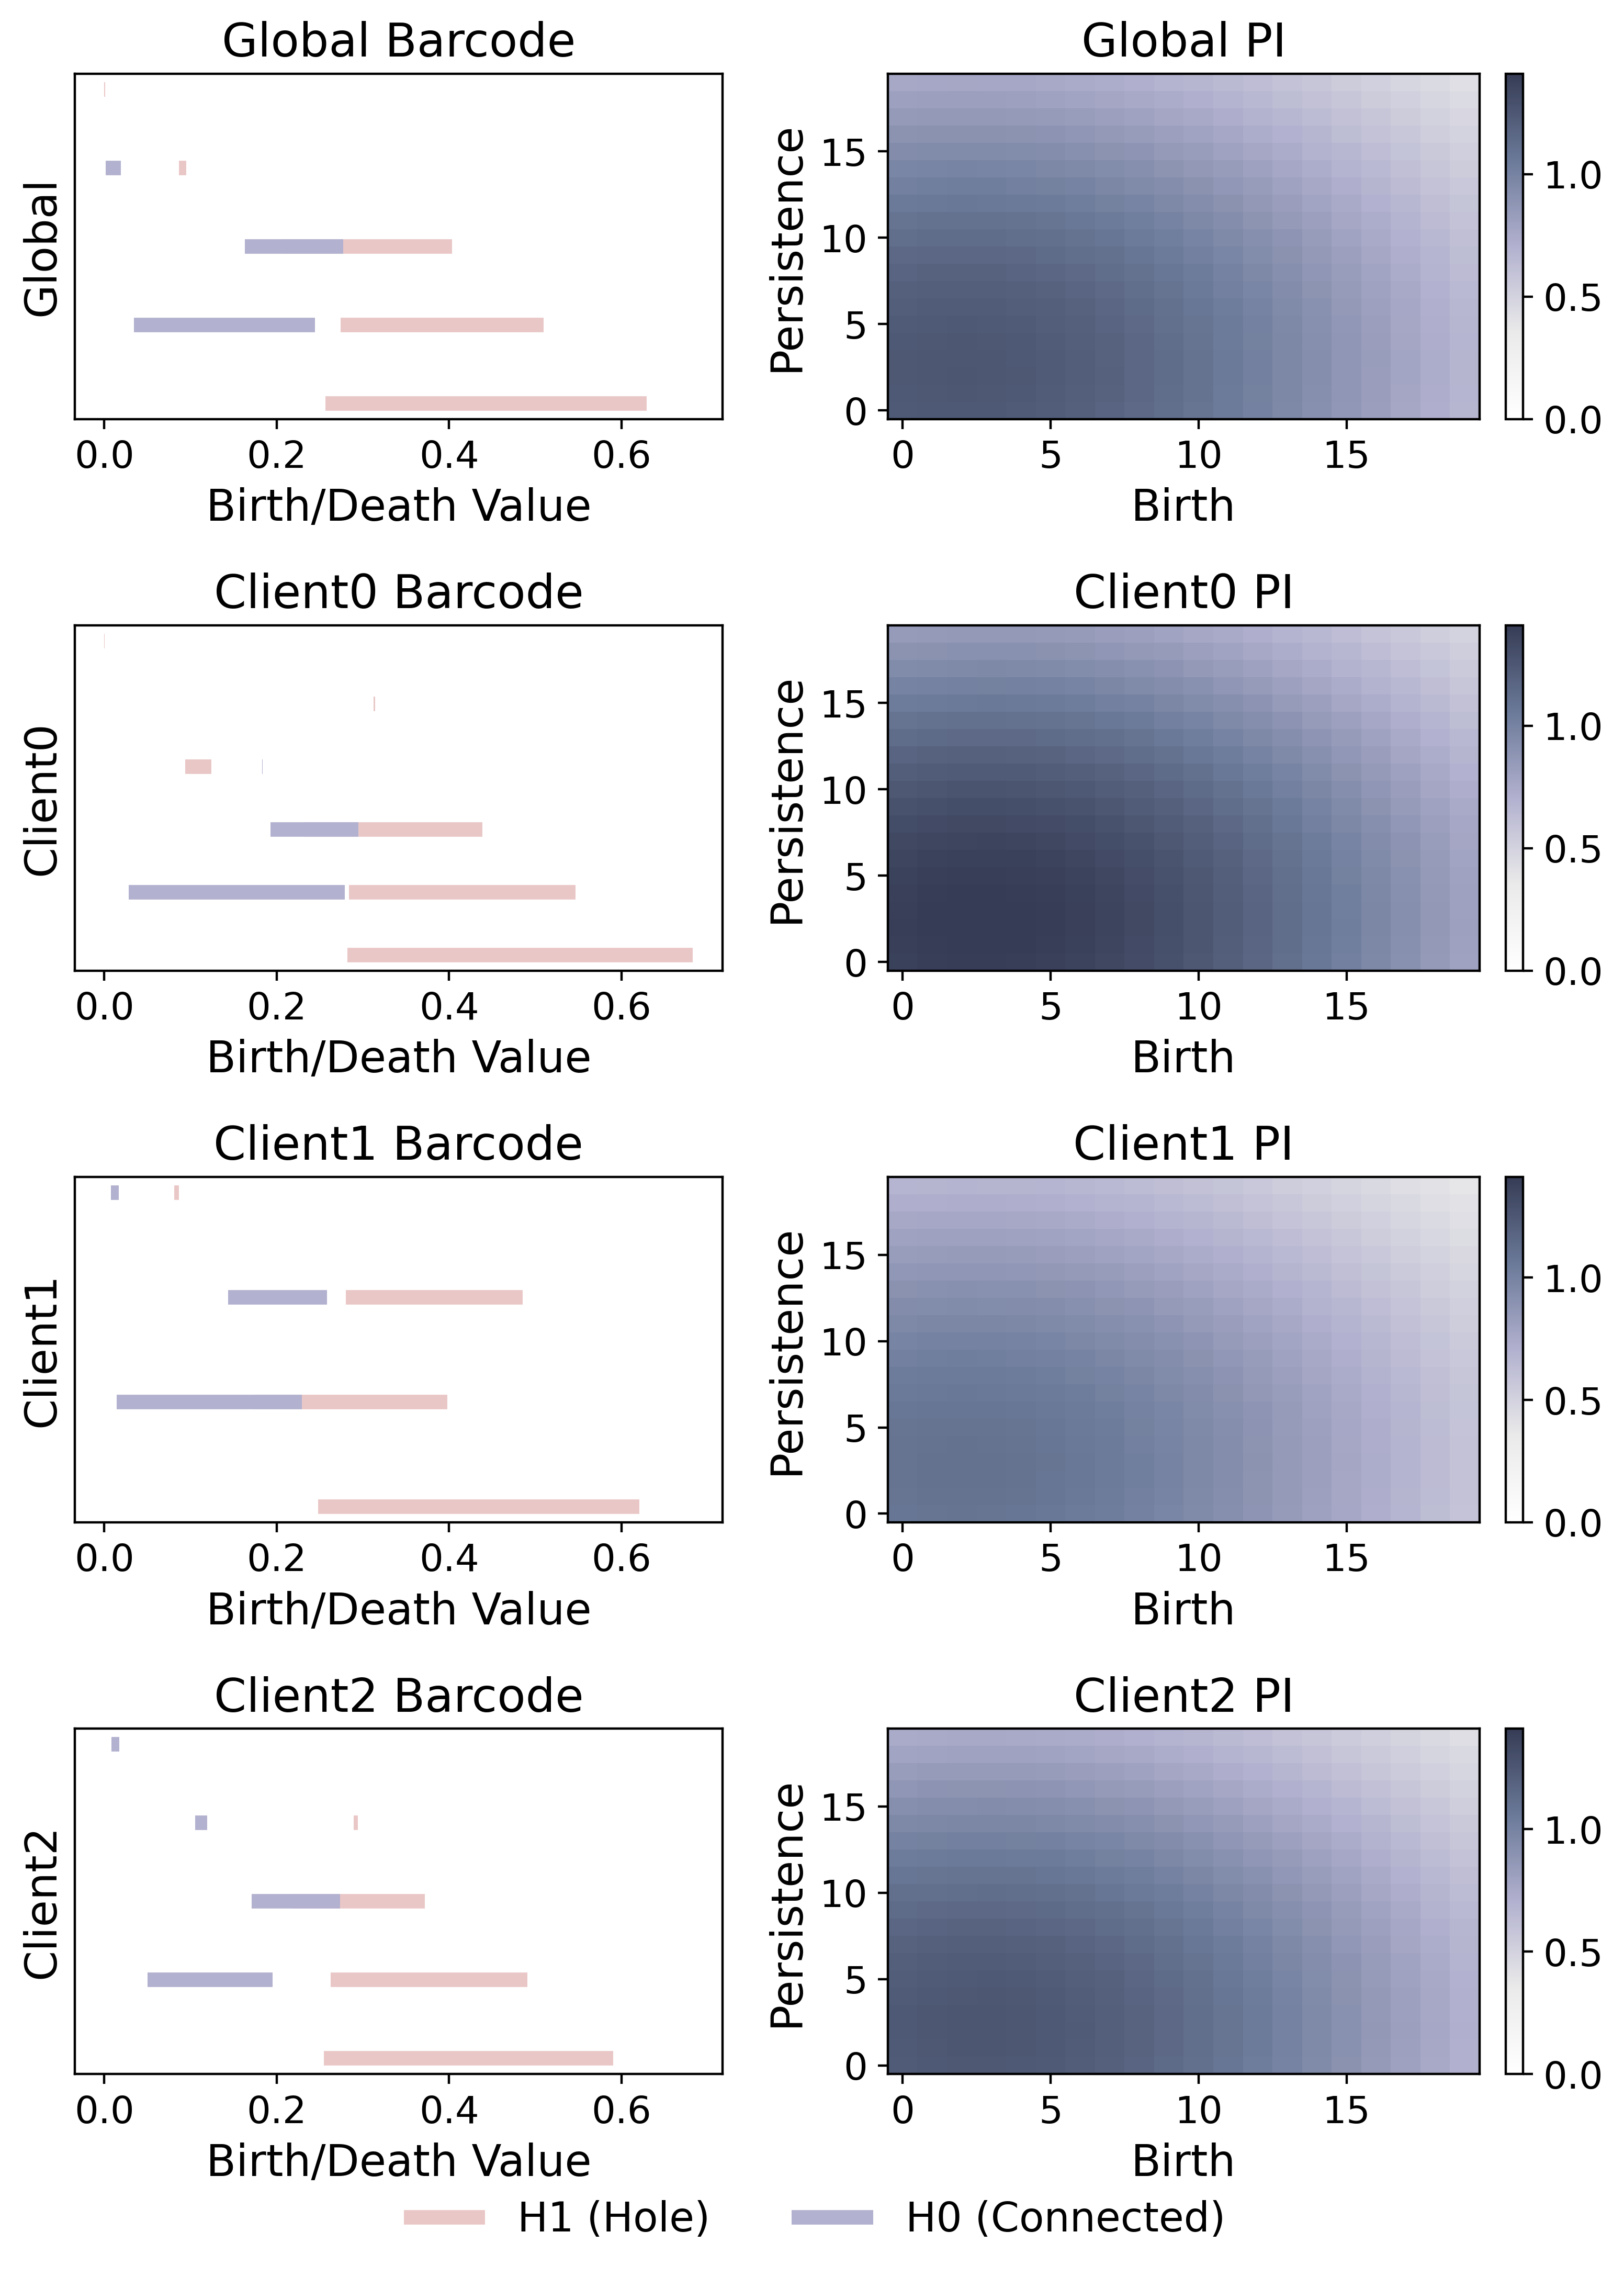 Global Barcode
Global PI
Global
Persistence
15
10
5
0
1.0
0.5
0.0
0.0 0.2 0.4 0.6
0 5 10 15
Birth/Death Value
Birth
Client0 Barcode
Client0 PI
Client0
Persistence
15
10
5
0
1.0
0.5
0.0
0.0 0.2 0.4 0.6
0 5 10 15
Birth/Death Value
Birth
Client1 Barcode
Client1 PI
Client1
Persistence
15
10
5
0
1.0
0.5
0.0
0.0 0.2 0.4 0.6
0 5 10 15
Birth/Death Value
Birth
Client2 Barcode
Client2 PI
Client2
Persistence
15
10
5
0
1.0
0.5
0.0
0.0 0.2 0.4 0.6
0 5 10 15
Birth/Death Value
Birth
H1 (Hole)
H0 (Connected)